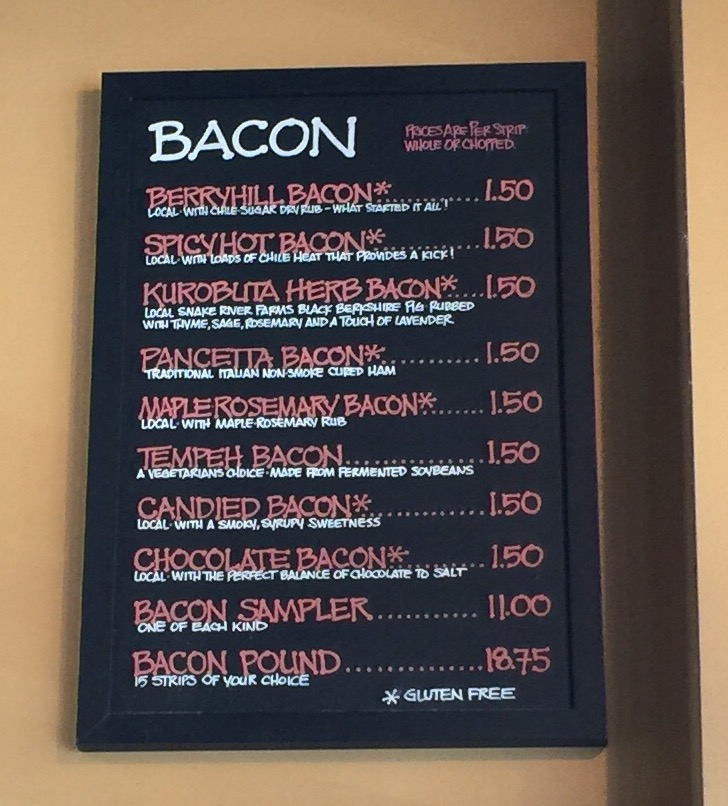 BACON
PRICES ARE PER STRIP.
WHOLE OR CHOPPED.
BERRYHILL BACON*..............1.50
LOCAL · WITH CHILE-SUGAR DRY RUB - WHAT STARTED IT ALL!
SPICY HOT BACON*..............1.50
LOCAL · WITH LOADS OF CHILE HEAT THAT PROVIDES A KICK!
KUROBUTA HERB BACON*....1.50
LOCAL SNAKE RIVER FARMS BLACK BERKSHIRE PIG RUBBED
WITH THYME, SAGE, ROSEMARY AND A TOUCH OF LAVENDER
PANCETTA BACON*.............1.50
TRADITIONAL ITALIAN NON-SMOKE CURED HAM
MAPLE ROSEMARY BACON*......1.50
LOCAL · WITH MAPLE-ROSEMARY RUB
TEMPEH BACON..................1.50
A VEGETARIANS CHOICE · MADE FROM FERMENTED SOYBEANS
CANDIED BACON*...............1.50
LOCAL · WITH A SMOKY, SYRUPY SWEETNESS
CHOCOLATE BACON*..........1.50
LOCAL · WITH THE PERFECT BALANCE OF CHOCOLATE TO SALT
BACON SAMPLER............11.00
ONE OF EACH KIND
BACON POUND...............18.75
15 STRIPS OF YOUR CHOICE
* GLUTEN FREE